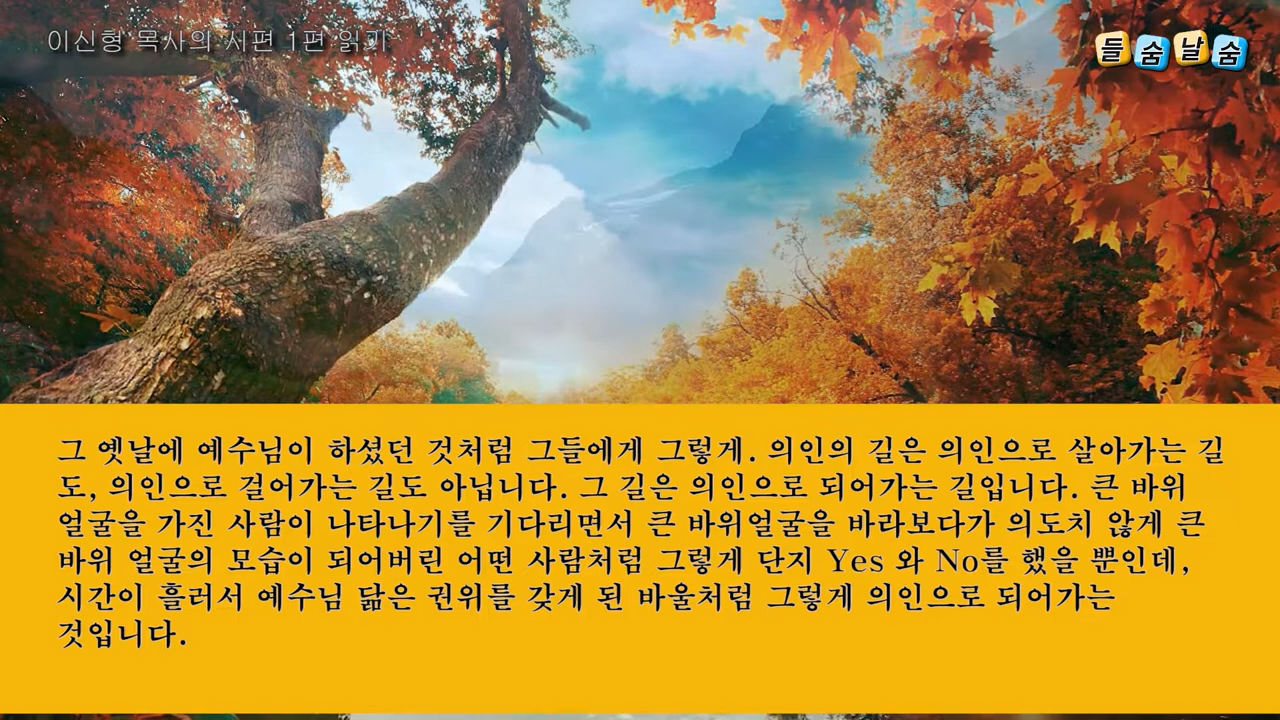 이신형 목사의 시편 1편 읽기
들숨날숨
그 옛날에 예수님이 하셨던 것처럼 그들에게 그렇게. 의인의 길은 의인으로 살아가는 길
도, 의인으로 걸어가는 길도 아닙니다. 그 길은 의인으로 되어가는 길입니다. 큰 바위
얼굴을 가진 사람이 나타나기를 기다리면서 큰 바위얼굴을 바라보다가 의도치 않게 큰
바위 얼굴의 모습이 되어버린 어떤 사람처럼 그렇게 단지 Yes 와 No를 했을 뿐인데,
시간이 흘러서 예수님 닮은 권위를 갖게 된 바울처럼 그렇게 의인으로 되어가는
것입니다.